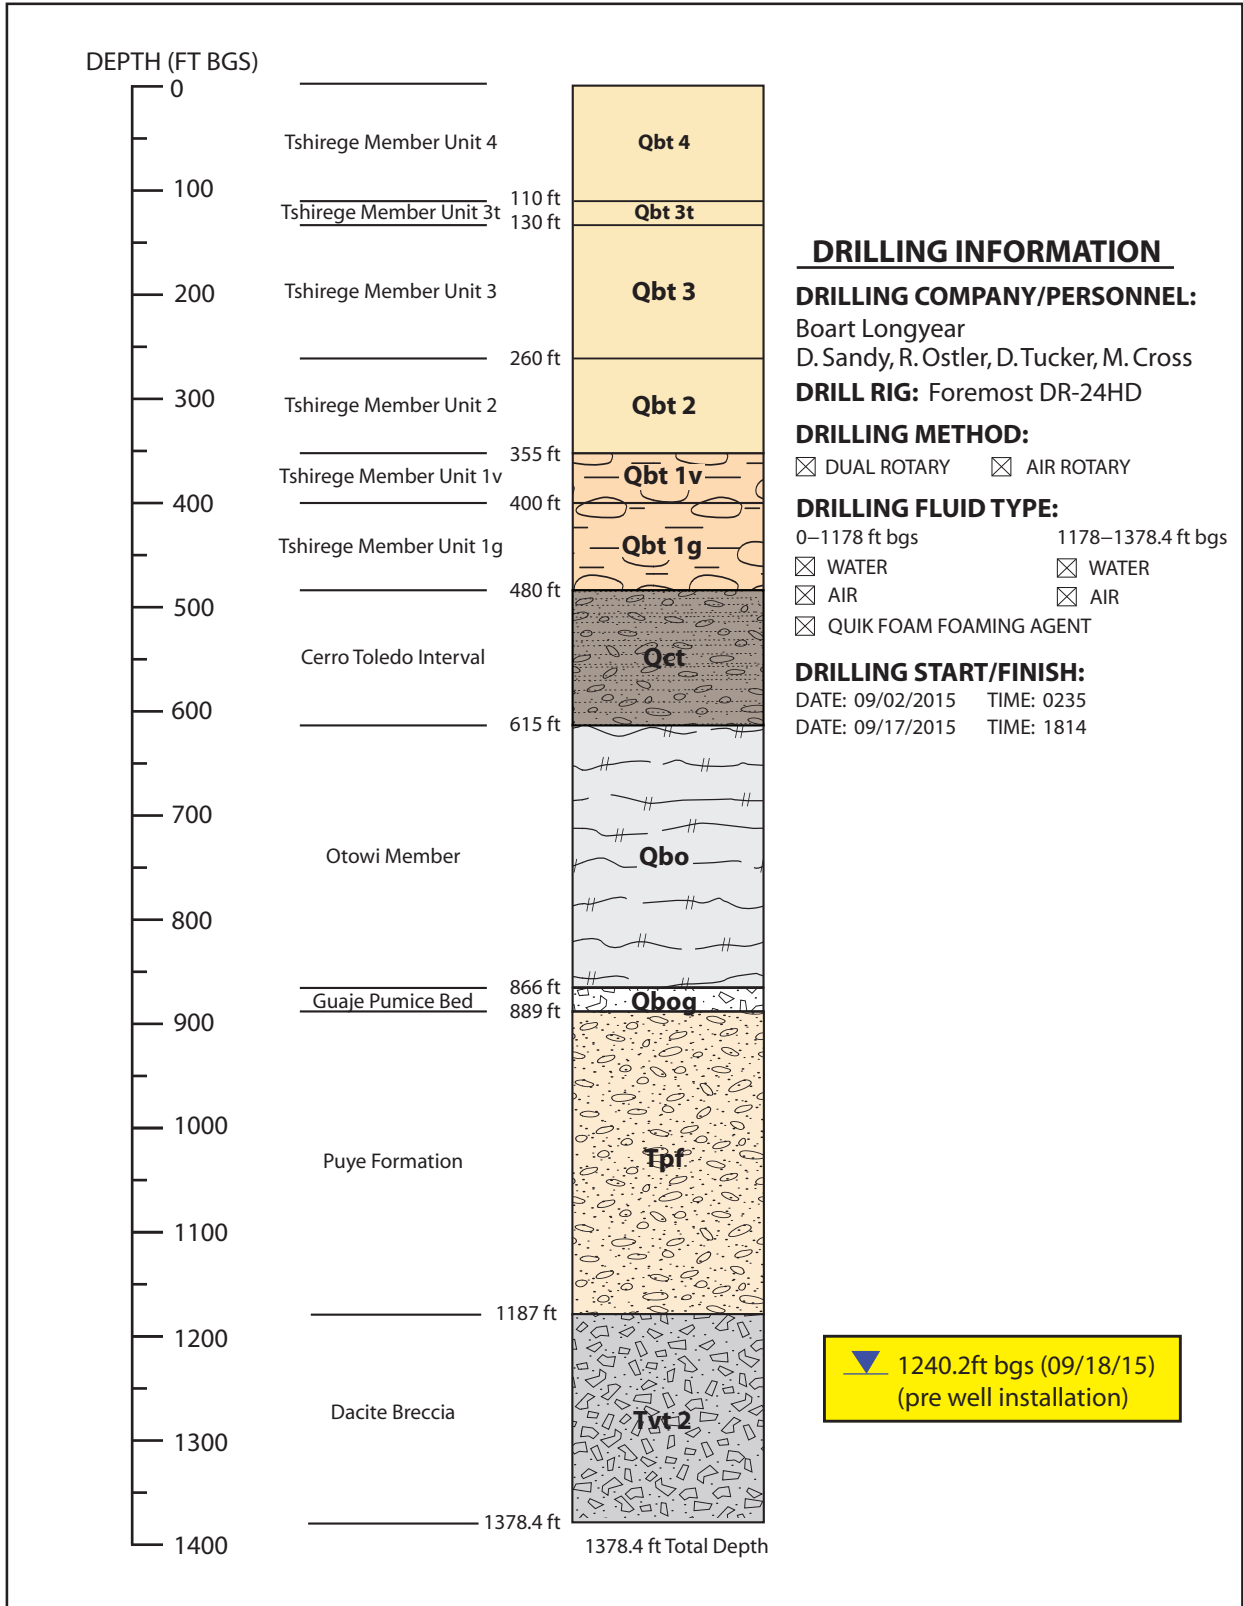 DEPTH (FT BGS)
0
100
200
300
400
500
600
700
800
900
1000
1100
1200
1300
1400
Tshirege Member Unit 4
Qbt 4
110 ft
Tshirege Member Unit 3t
Qbt 3t
130 ft
Tshirege Member Unit 3
Qbt 3
260 ft
Tshirege Member Unit 2
Qbt 2
355 ft
Tshirege Member Unit 1v
Qbt 1v
400 ft
Tshirege Member Unit 1g
Qbt 1g
480 ft
Cerro Toledo Interval
Qct
615 ft
Otowi Member
Qbo
866 ft
Guaje Pumice Bed
Qbog
889 ft
Puye Formation
Tpf
1187 ft
Dacite Breccia
Tvt 2
1378.4 ft
1378.4 ft Total Depth
DRILLING INFORMATION
DRILLING COMPANY/PERSONNEL:
Boart Longyear
D. Sandy, R. Ostler, D. Tucker, M. Cross
DRILL RIG: Foremost DR-24HD
DRILLING METHOD:
DUAL ROTARY AIR ROTARY
DRILLING FLUID TYPE:
0–1178 ft bgs 1178–1378.4 ft bgs
WATER WATER
AIR AIR
QUIK FOAM FOAMING AGENT
DRILLING START/FINISH:
DATE: 09/02/2015 TIME: 0235
DATE: 09/17/2015 TIME: 1814
1240.2ft bgs (09/18/15)
(pre well installation)